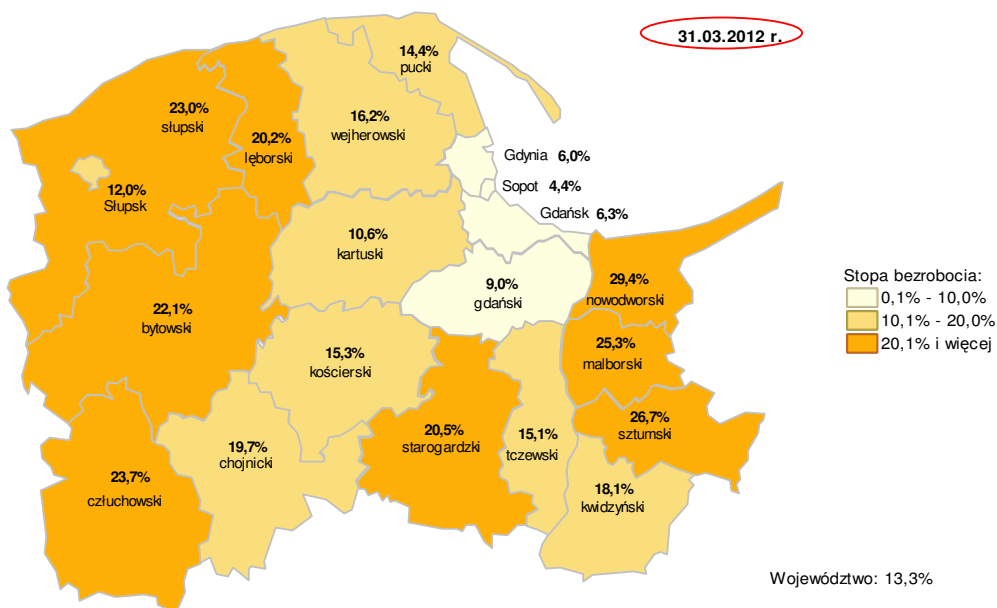 31.03.2012 r.
14,4%
pucki
23,0%
słupski
16,2%
wejherowski
20,2%
lęborski
Gdynia 6,0%
12,0%
Słupsk
Sopot 4,4%
Gdańsk 6,3%
10,6%
kartuski
9,0%
gdański
29,4%
nowodworski
Stopa bezrobocia:
0,1% - 10,0%
10,1% - 20,0%
20,1% i więcej
22,1%
bytowski
25,3%
malborski
15,3%
kościerski
26,7%
sztumski
20,5%
starogardzki
15,1%
tczewski
19,7%
chojnicki
23,7%
człuchowski
18,1%
kwidzyński
Województwo: 13,3%